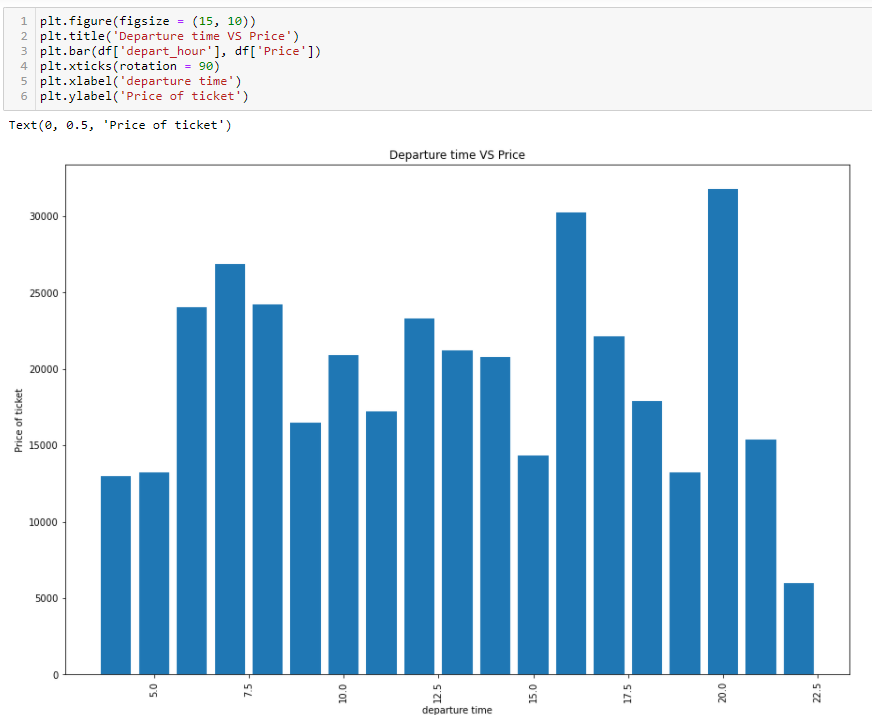 1 plt.figure(figsize = (15, 10))
2 plt.title('Departure time VS Price')
3 plt.bar(df['depart_hour'], df['Price'])
4 plt.xticks(rotation = 90)
5 plt.xlabel('departure time')
6 plt.ylabel('Price of ticket')
Text(0, 0.5, 'Price of ticket')
Departure time VS Price
30000
25000
20000
15000
10000
5000
0
Price of ticket
5.0 7.5 10.0 12.5 15.0 17.5 20.0 22.5
departure time